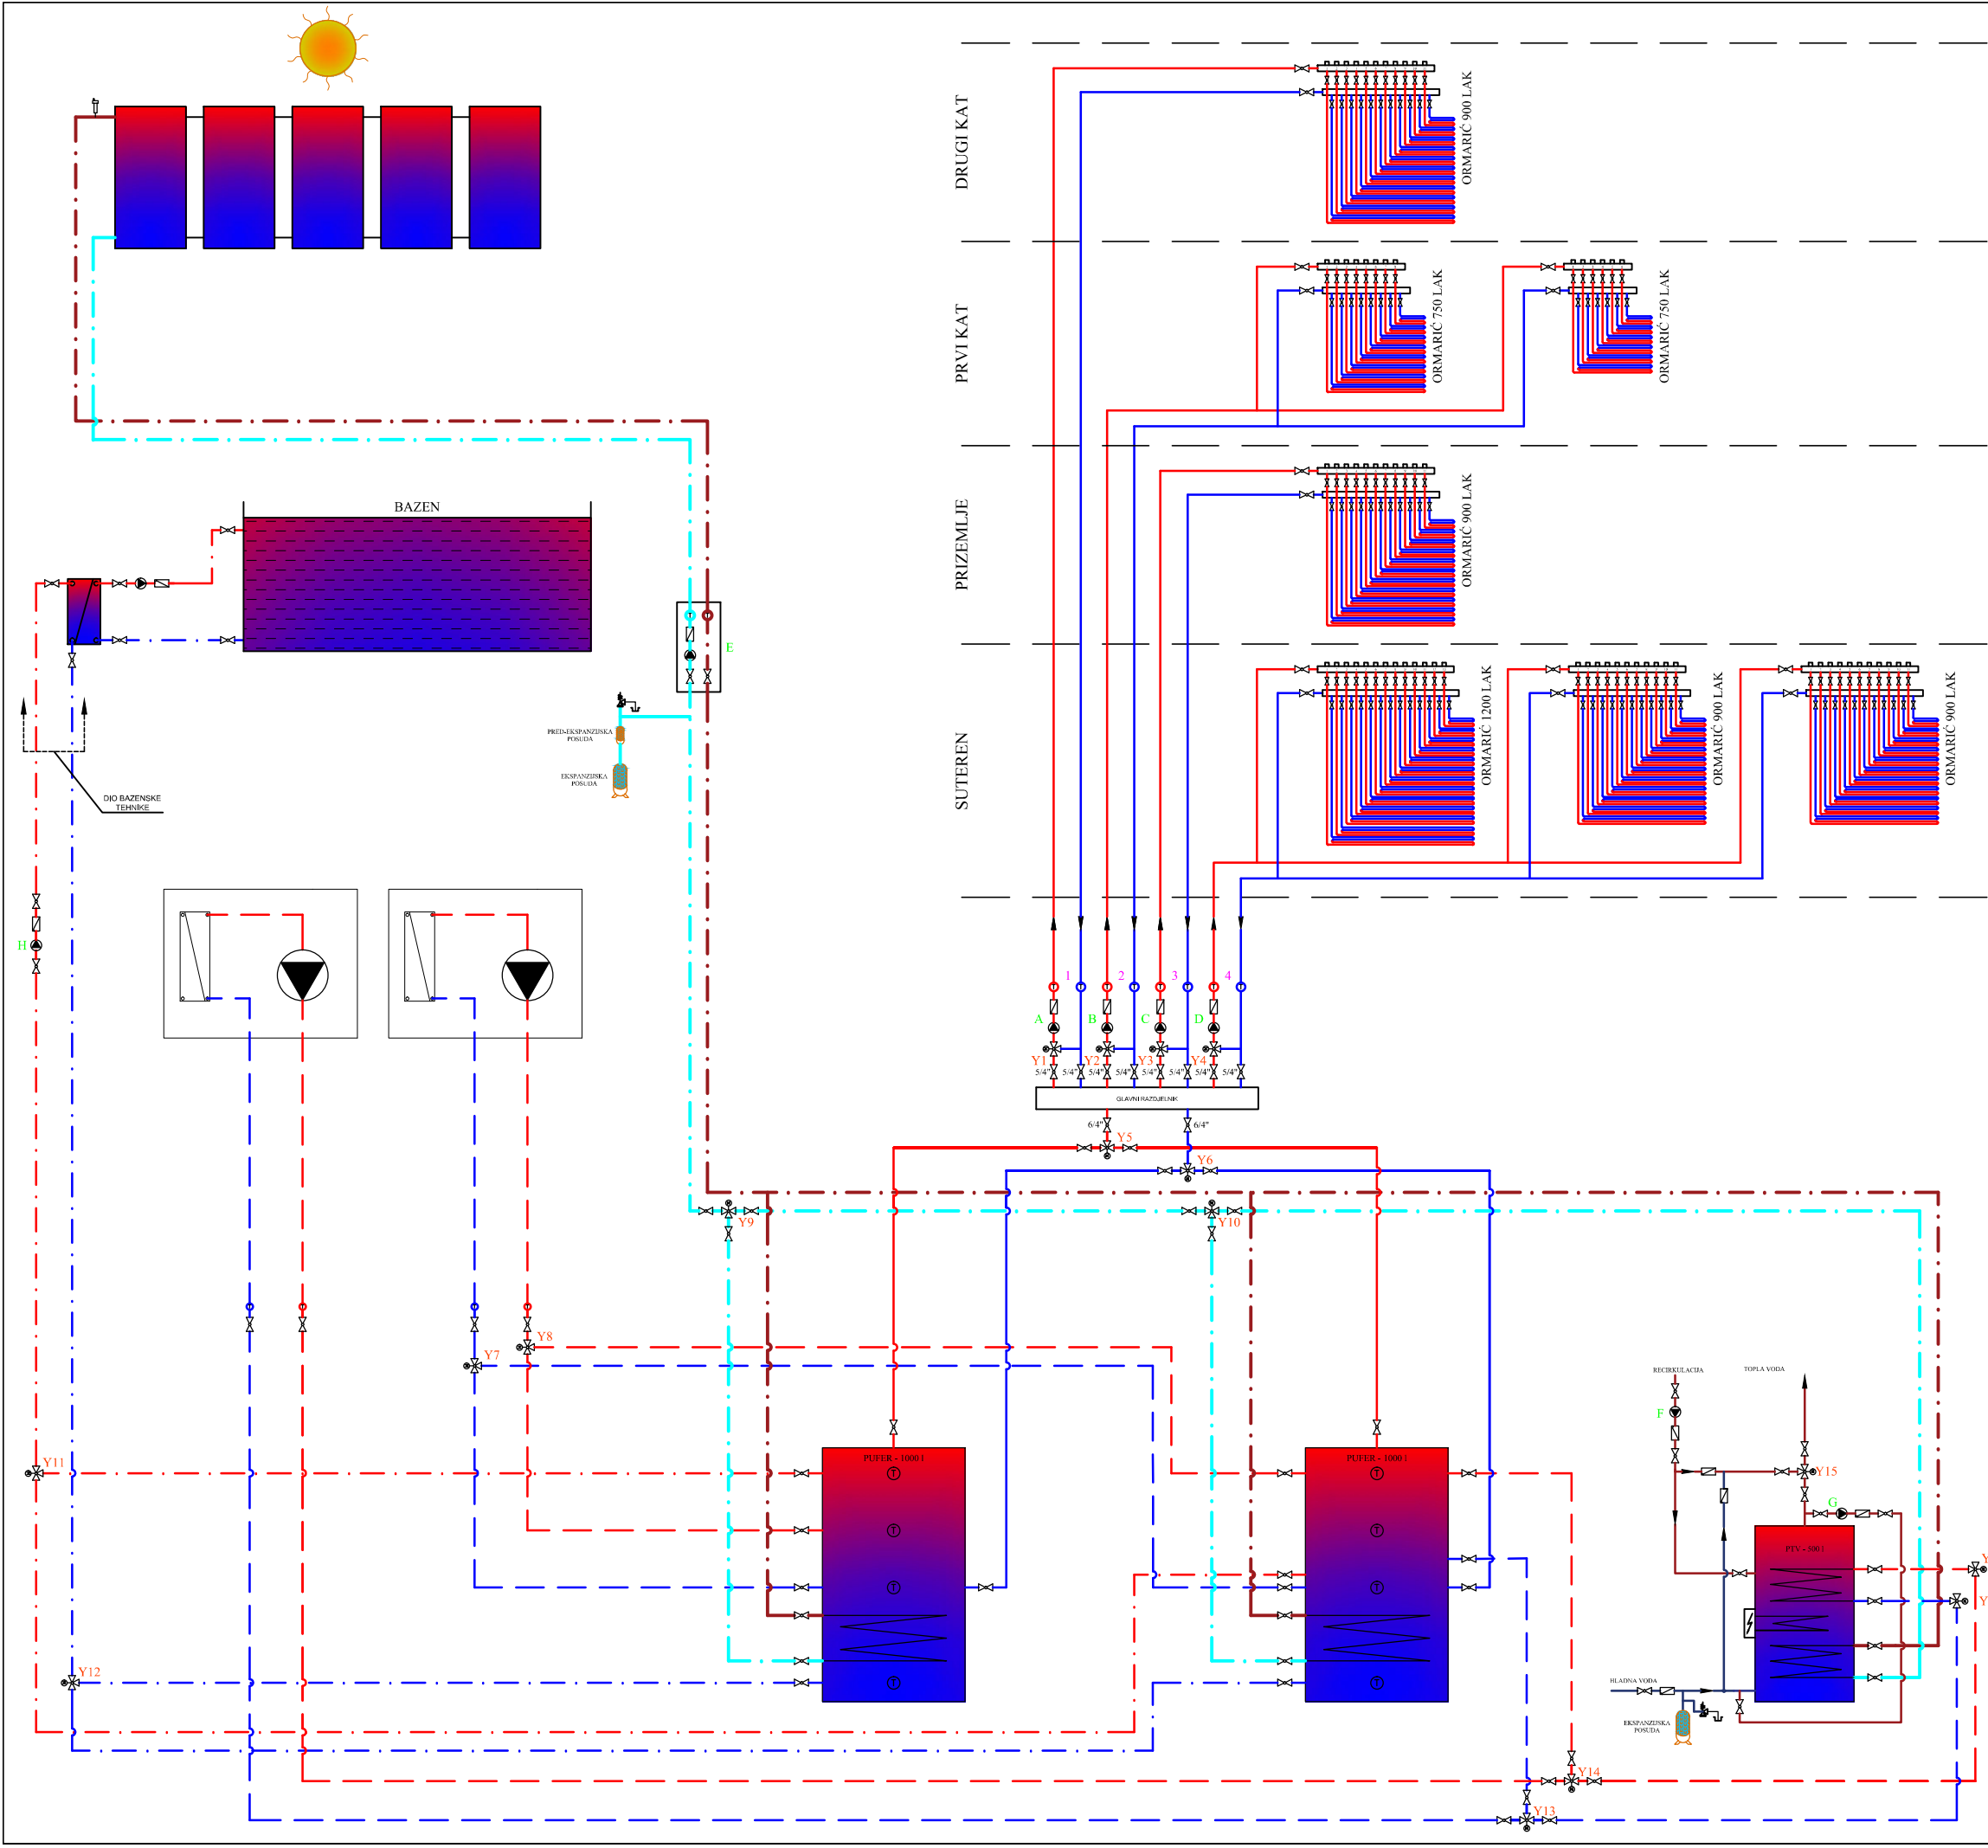 DRUGI KAT
ORMARIĆ 900 LAK
PRVI KAT
ORMARIĆ 750 LAK
ORMARIĆ 750 LAK
PRIZEMLJE
ORMARIĆ 900 LAK
SUTEREN
ORMARIĆ 1200 LAK
ORMARIĆ 900 LAK
ORMARIĆ 900 LAK
BAZEN
E
PRED-EKSPANZIJSKA
POSUDA
EKSPANZIJSKA
POSUDA
DIO BAZENSKE
TEHNIKE
H
1
2
3
4
A
B
C
D
Y1
Y2
Y3
Y4
5/4"
5/4"
5/4"
5/4"
5/4"
5/4"
5/4"
5/4"
GLAVNI RAZDJELNIK
6/4"
6/4"
Y5
Y6
Y9
Y10
Y8
Y7
RECIRKULACIJA
TOPLA VODA
F
Y11
PUFER - 1000 l
T
T
T
T
PUFER - 1000 l
T
T
T
T
Y15
G
PTV - 500 l
Y
Y
Y12
HLADNA VODA
EKSPANZIJSKA
POSUDA
Y14
Y13